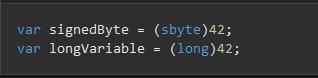 var signedByte = (sbyte)42;
var longVariable = (long)42;